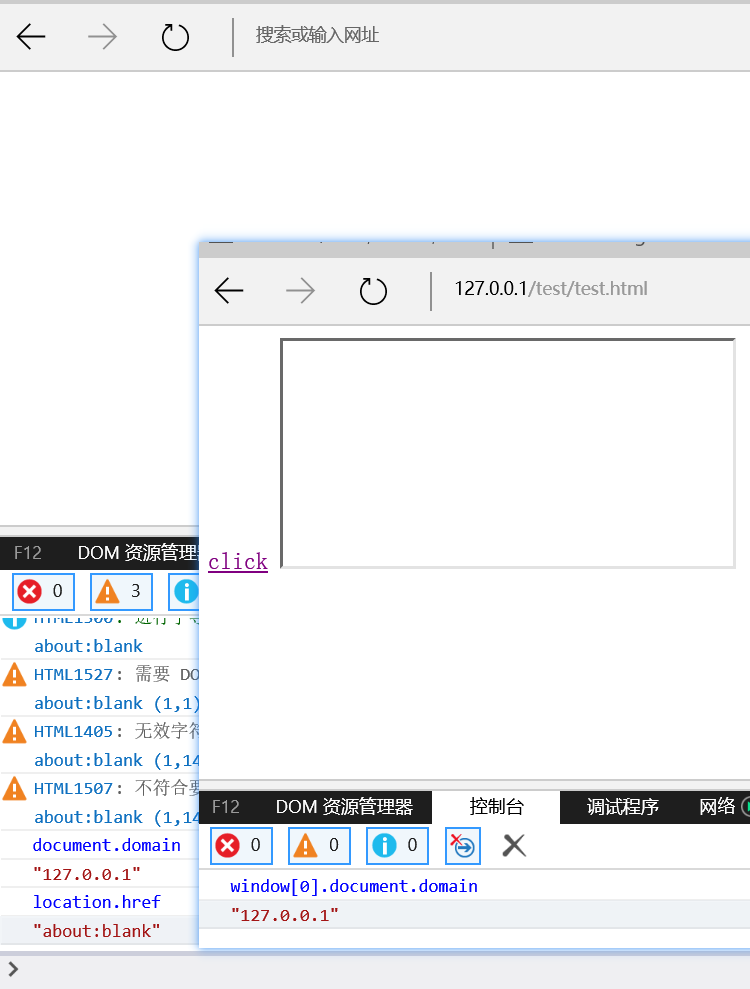 搜索或输入网址
127.0.0.1/test/test.html
click
F12 DOM 资源管理器
0 3
HTML1300:
about:blank
HTML1527: 需要 DO
about:blank (1,1)
HTML1405: 无效字符
about:blank (1,14
HTML1507: 不符合要
about:blank (1,14
document.domain
"127.0.0.1"
location.href
"about:blank"
F12 DOM 资源管理器 控制台 调试程序 网络
0 0 0
window[0].document.domain
"127.0.0.1"